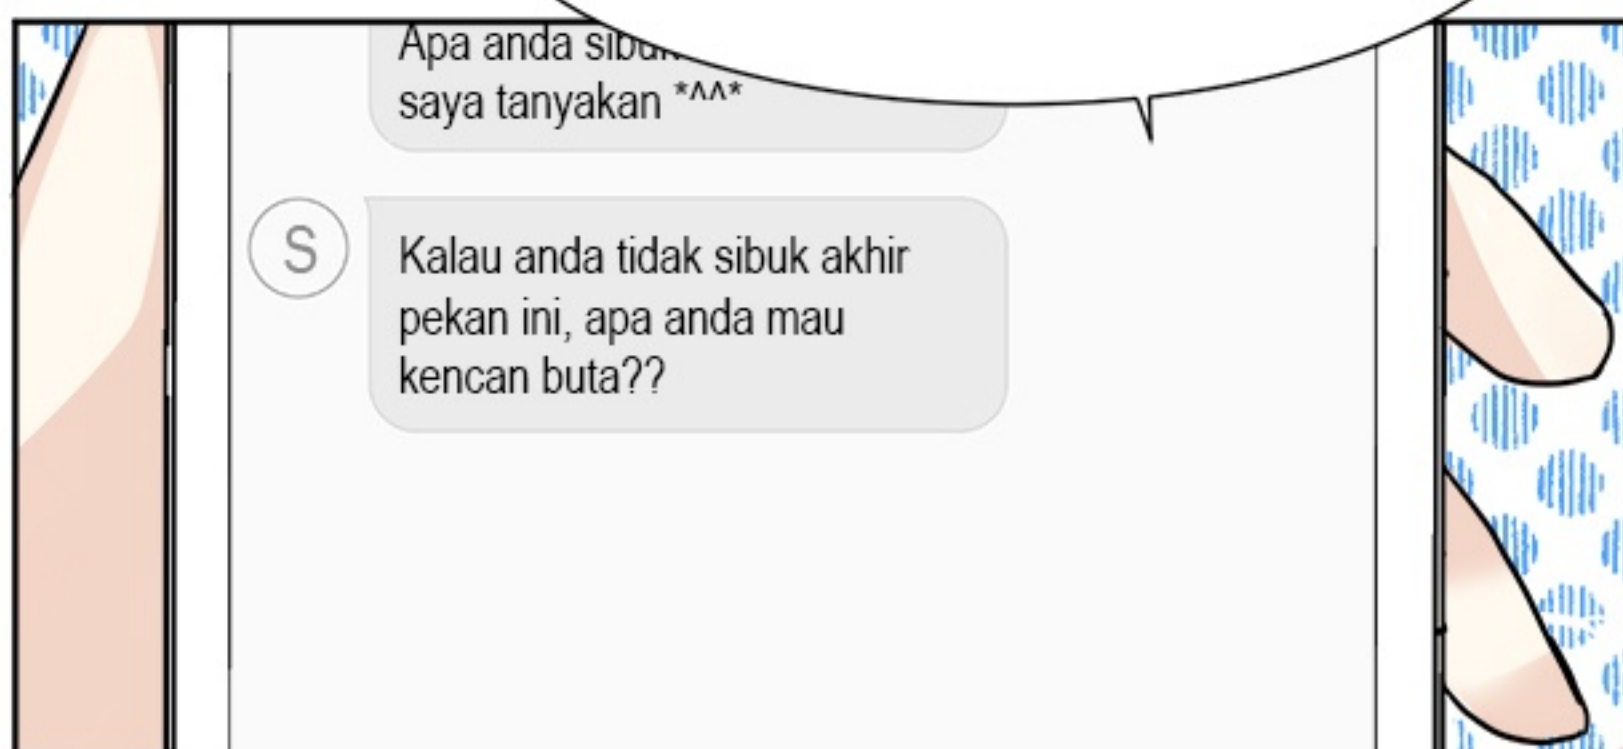 Apa anda
saya tanyakan *^^*
S
Kalau anda tidak sibuk akhir
pekan ini, apa anda mau
kencan buta??